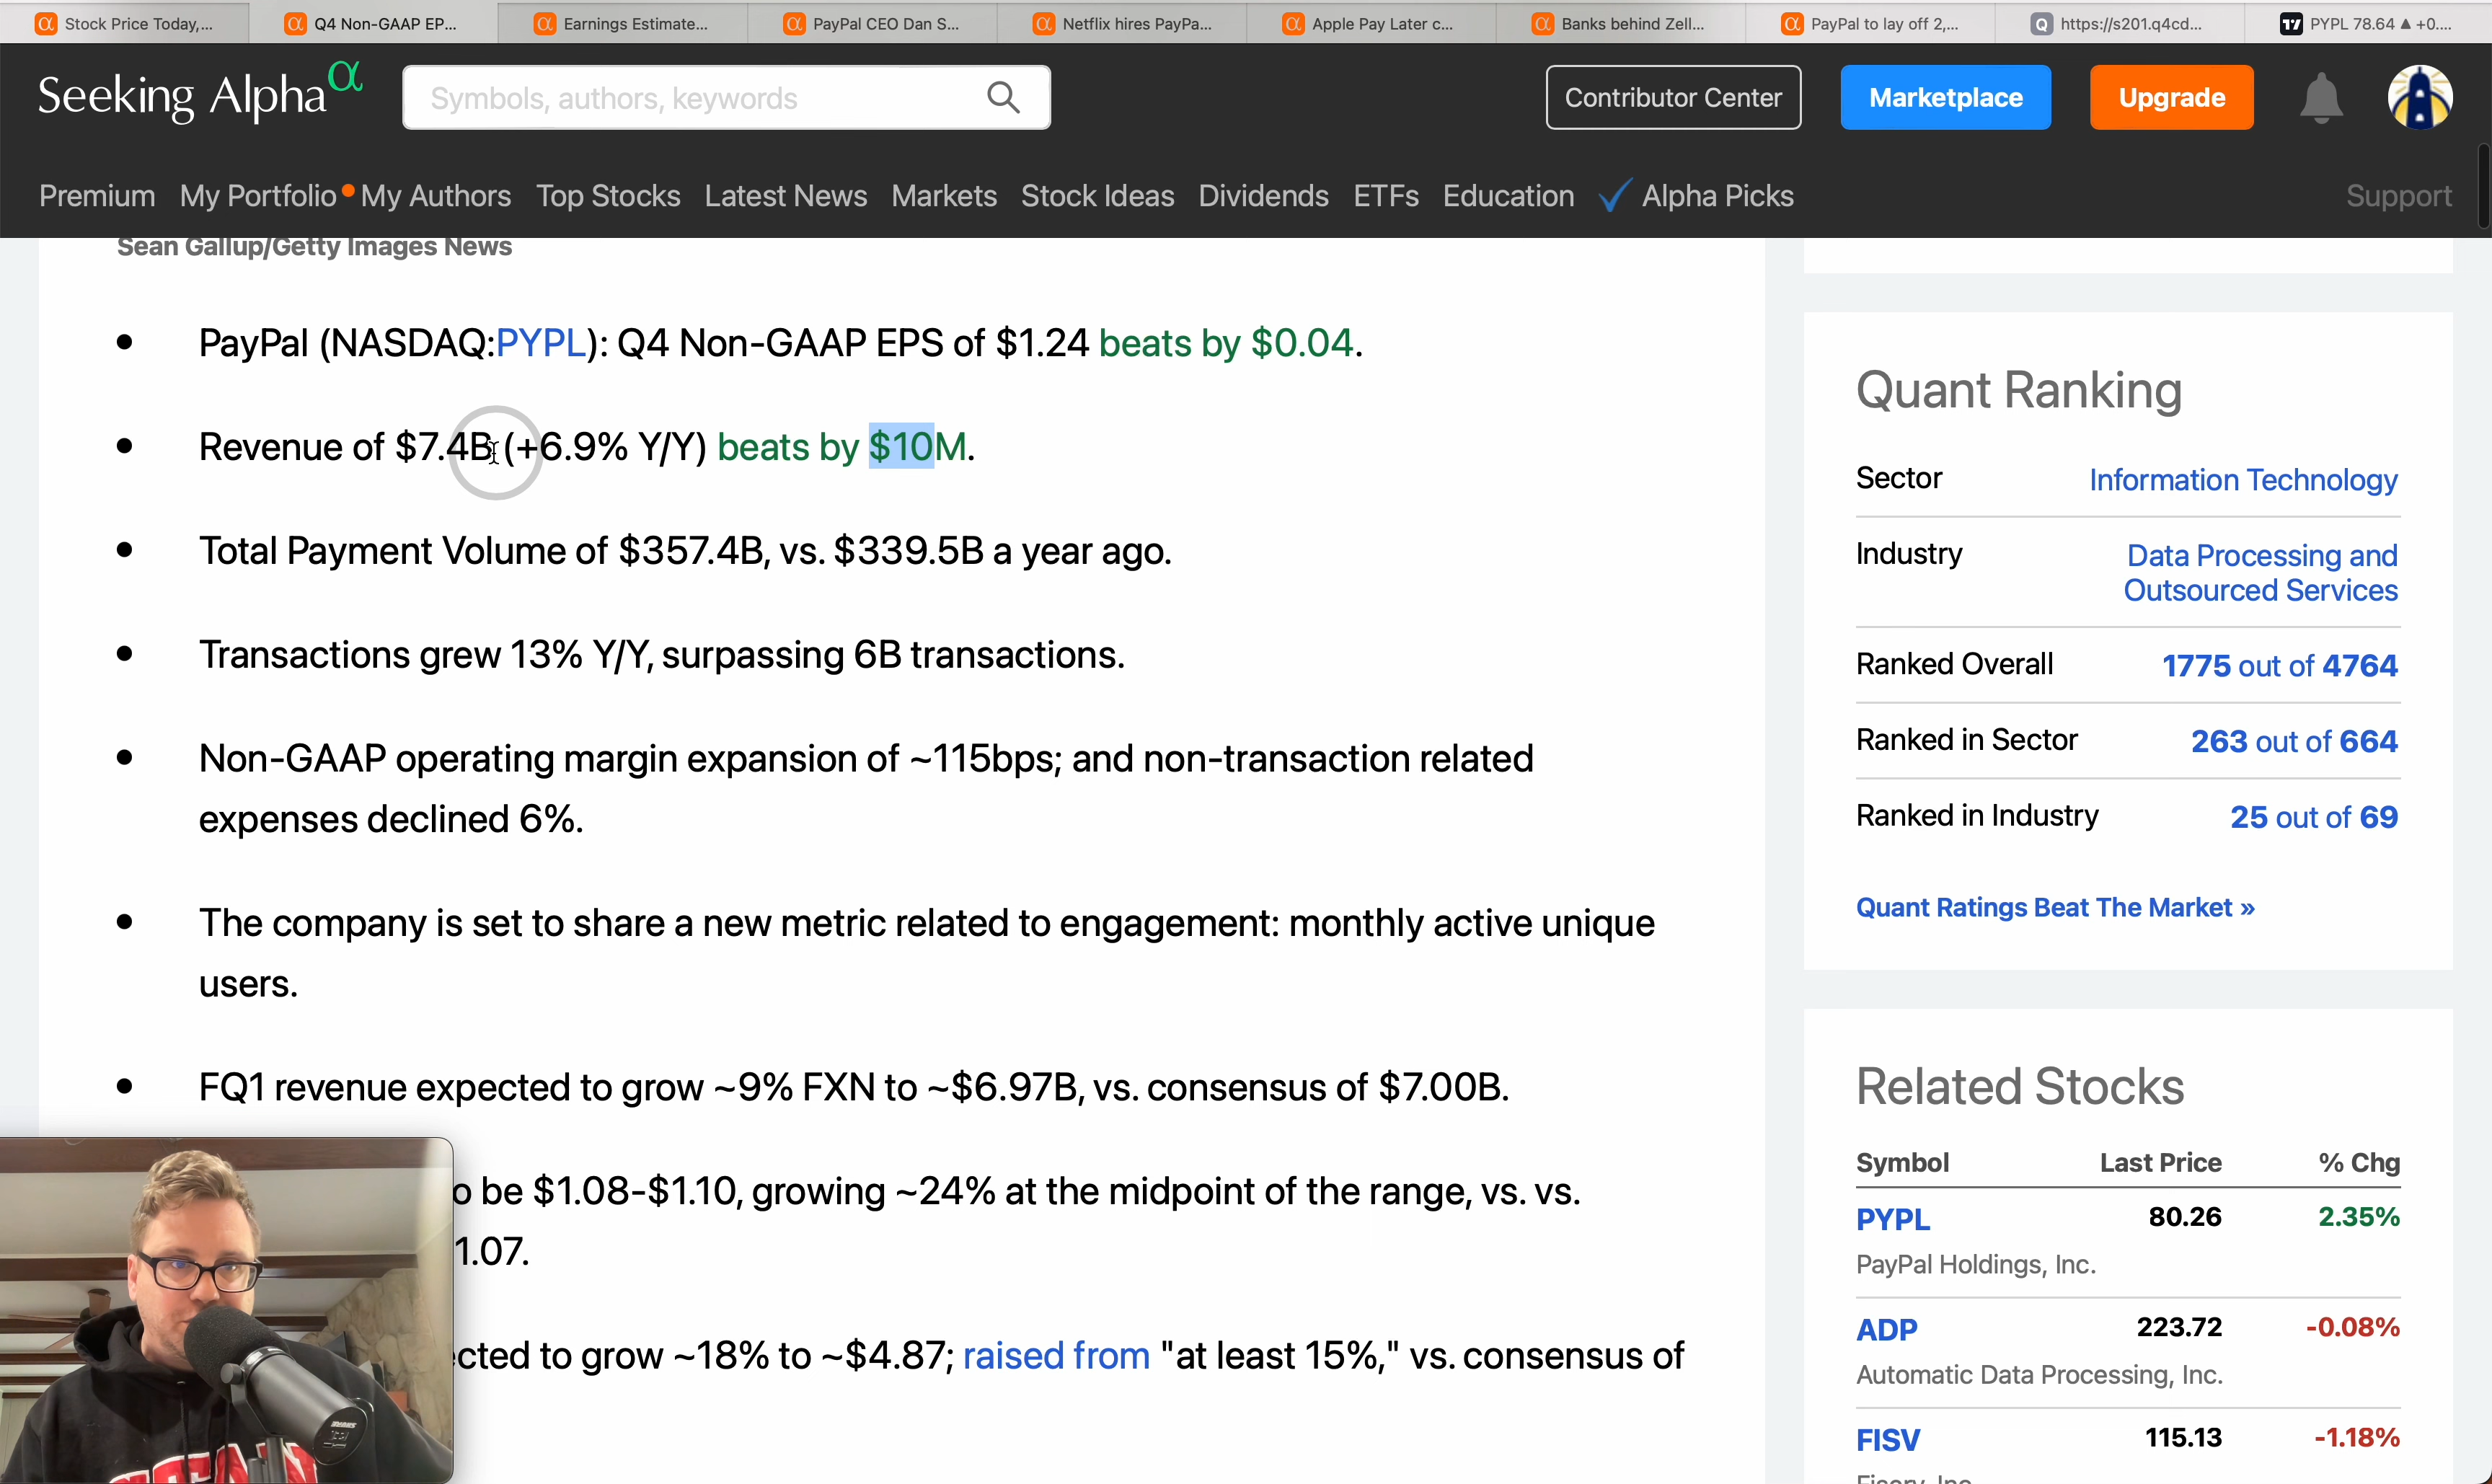 Stock Price Today,...
Q4 Non-GAAP EP...
Earnings Estimate...
PayPal CEO Dan S...
Netflix hires PayPa...
Apple Pay Later c...
Banks behind Zell...
PayPal to lay off 2,...
https://s201.q4cd...
PYPL 78.64 ▲ +0....
Seeking Alpha α
Symbols, authors, keywords
Contributor Center
Marketplace
Upgrade
Premium My Portfolio My Authors Top Stocks Latest News Markets Stock Ideas Dividends ETFs Education Alpha Picks
Support
Sean Gallup/Getty Images News
• PayPal (NASDAQ:PYPL): Q4 Non-GAAP EPS of $1.24 beats by $0.04.
• Revenue of $7.4B (+6.9% Y/Y) beats by $10M.
• Total Payment Volume of $357.4B, vs. $339.5B a year ago.
• Transactions grew 13% Y/Y, surpassing 6B transactions.
• Non-GAAP operating margin expansion of ~115bps; and non-transaction related
expenses declined 6%.
• The company is set to share a new metric related to engagement: monthly active unique
users.
• FQ1 revenue expected to grow ~9% FXN to ~$6.97B, vs. consensus of $7.00B.
o be $1.08-$1.10, growing ~24% at the midpoint of the range, vs. vs.
1.07.
cted to grow ~18% to ~$4.87; raised from "at least 15%," vs. consensus of
Quant Ranking
Sector Information Technology
Industry Data Processing and
Outsourced Services
Ranked Overall 1775 out of 4764
Ranked in Sector 263 out of 664
Ranked in Industry 25 out of 69
Quant Ratings Beat The Market »
Related Stocks
Symbol Last Price % Chg
PYPL 80.26 2.35%
PayPal Holdings, Inc.
ADP 223.72 -0.08%
Automatic Data Processing, Inc.
FISV 115.13 -1.18%